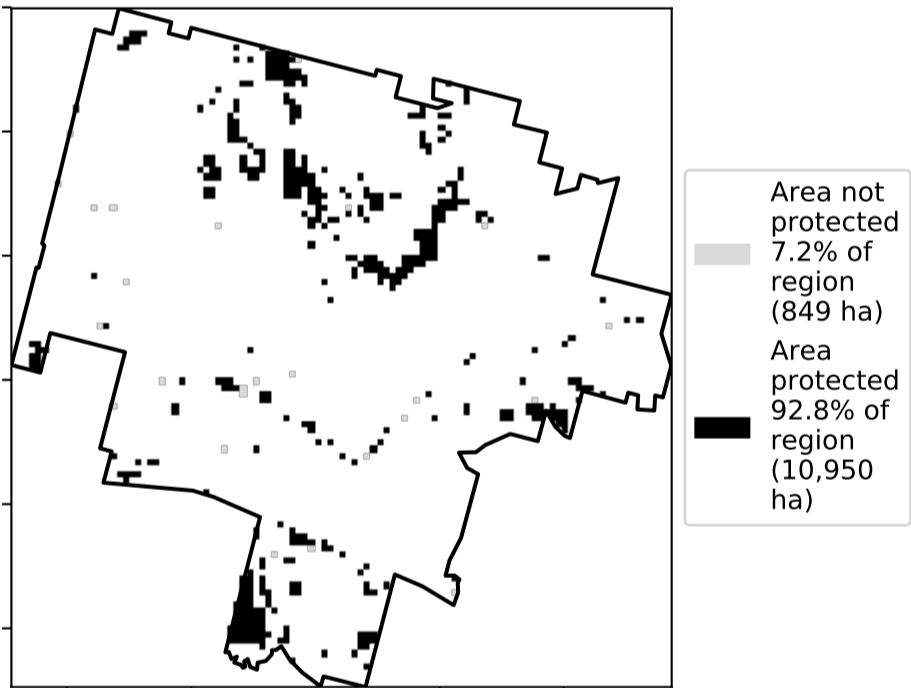 Area not
protected
7.2% of
region
(849 ha)
Area
protected
92.8% of
region
(10,950
ha)